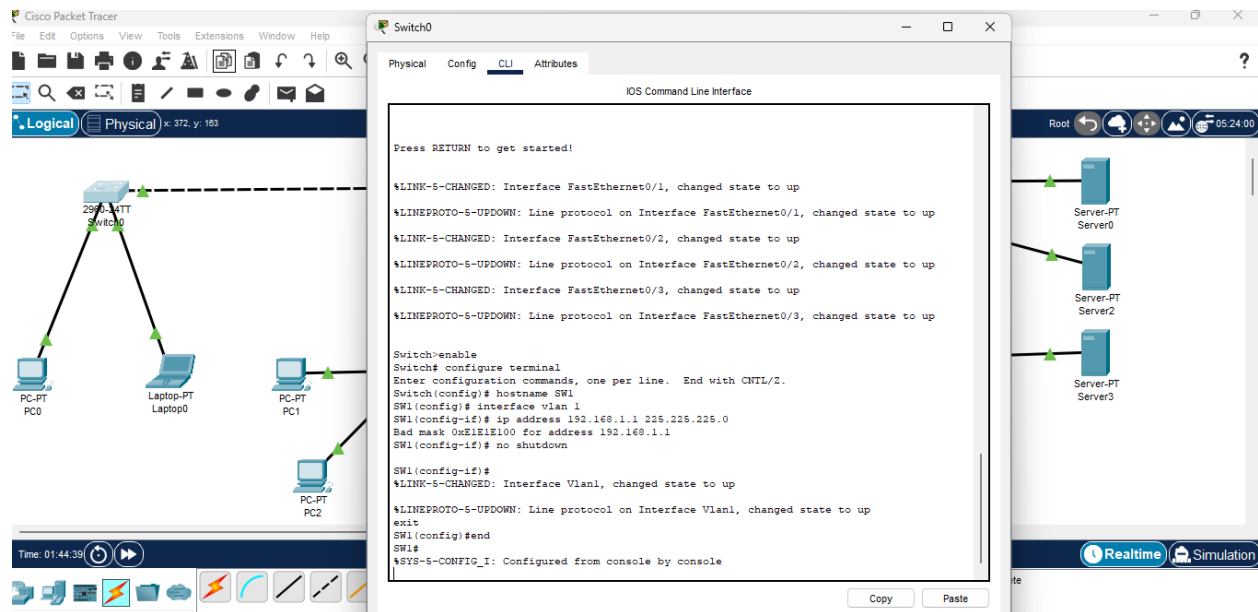 Cisco Packet Tracer
File Edit Options View Tools Extensions Window Help
?
Logical Physical x: 372, y: 163
Root 05:24:00
2960-24TT
Switch0
PC-PT
PC0
Laptop-PT
Laptop0
PC-PT
PC1
PC-PT
PC2
Server-PT
Server0
Server-PT
Server2
Server-PT
Server3
Time: 01:44:39
Realtime Simulation
Switch0
Physical Config CLI Attributes
IOS Command Line Interface
Press RETURN to get started!
%LINK-5-CHANGED: Interface FastEthernet0/1, changed state to up
%LINEPROTO-5-UPDOWN: Line protocol on Interface FastEthernet0/1, changed state to up
%LINK-5-CHANGED: Interface FastEthernet0/2, changed state to up
%LINEPROTO-5-UPDOWN: Line protocol on Interface FastEthernet0/2, changed state to up
%LINK-5-CHANGED: Interface FastEthernet0/3, changed state to up
%LINEPROTO-5-UPDOWN: Line protocol on Interface FastEthernet0/3, changed state to up
Switch>enable
Switch# configure terminal
Enter configuration commands, one per line. End with CNTL/Z.
Switch(config)# hostname SW1
SW1(config)# interface vlan 1
SW1(config-if)# ip address 192.168.1.1 225.225.225.0
Bad mask 0xE1E1E100 for address 192.168.1.1
SW1(config-if)# no shutdown
SW1(config-if)#
%LINK-5-CHANGED: Interface Vlan1, changed state to up
%LINEPROTO-5-UPDOWN: Line protocol on Interface Vlan1, changed state to up
exit
SW1(config)#end
SW1#
%SYS-5-CONFIG_I: Configured from console by console
Copy Paste